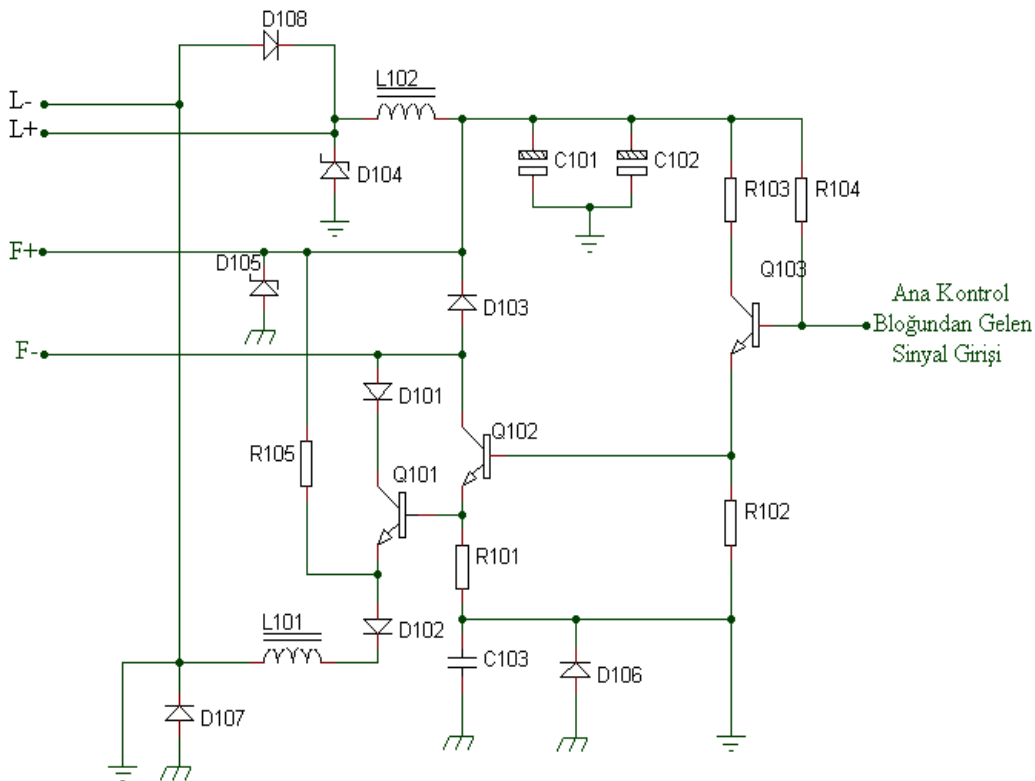 D108
L-
L102
L+
D104
C101
C102
R103
R104
F+
D105
D103
Q103
Ana Kontrol
Bloğundan Gelen
Sinyal Girişi
F-
D101
Q102
R105
Q101
R102
R101
L101
D102
C103
D106
D107